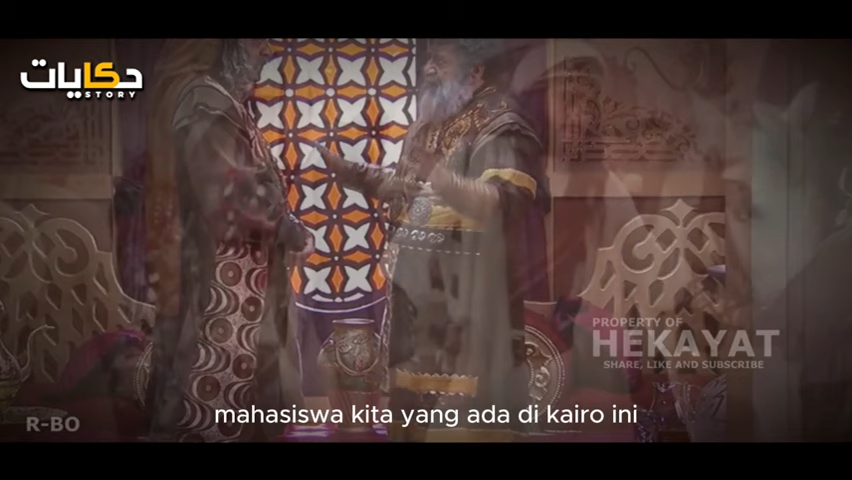 حكايات
STORY
PROPERTY OF
HEKAYAT
SHARE, LIKE AND SUBSCRIBE
R-BO
mahasiswa kita yang ada di kairo ini